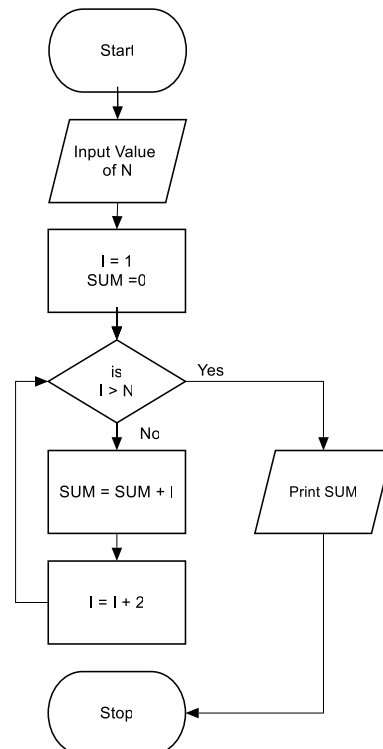 Start
Input Value
of N
I = 1
SUM =0
is
I > N
Yes
No
SUM = SUM + I
Print SUM
I = I + 2
Stop